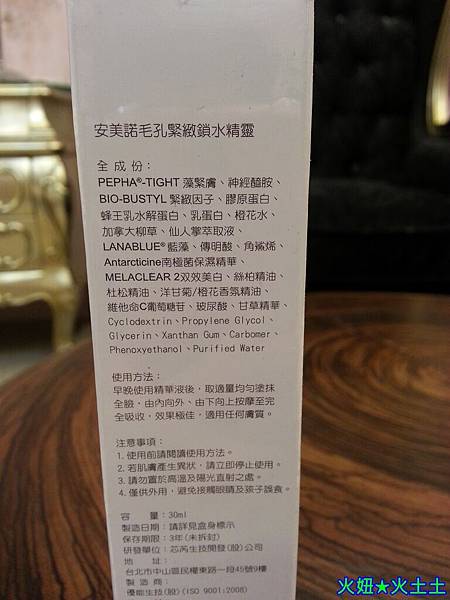 安美諾毛孔緊緻鎖水精靈
全成份：
PEPHA®-TIGHT 藻緊膚、神經醯胺、
BIO-BUSTYL 緊緻因子、膠原蛋白、
蜂王乳水解蛋白、乳蛋白、橙花水、
加拿大柳草、仙人掌萃取液、
LANABLUE® 藍藻、傳明酸、角鯊烯、
Antarcticine南極菌保濕精華、
MELACLEAR 2双效美白、絲柏精油、
杜松精油、洋甘菊/橙花香氛精油、
維他命C葡萄糖苷、玻尿酸、甘草精華、
Cyclodextrin、Propylene Glycol、
Glycerin、Xanthan Gum、Carbomer、
Phenoxyethanol、Purified Water
使用方法：
早晚使用精華液後，取適量均勻塗抹
全臉，由內向外、由下向上按摩至完
全吸收，效果極佳，適用任何膚質。
注意事項：
1. 使用前請閱讀使用方法。
2. 若肌膚產生異狀，請立即停止使用。
3. 請勿置於高溫及陽光直射之處。
4. 僅供外用，避免接觸眼睛及孩子誤食。
容量：30ml
製造日期：請詳見盒身標示
保存期限：3年(未拆封)
研發單位：芯芮生技開發(股)公司
地址：
台北市中山區民權東路一段45號9樓
製造商：
優能生技(股)(ISO 9001:2008)
火妞★火土土